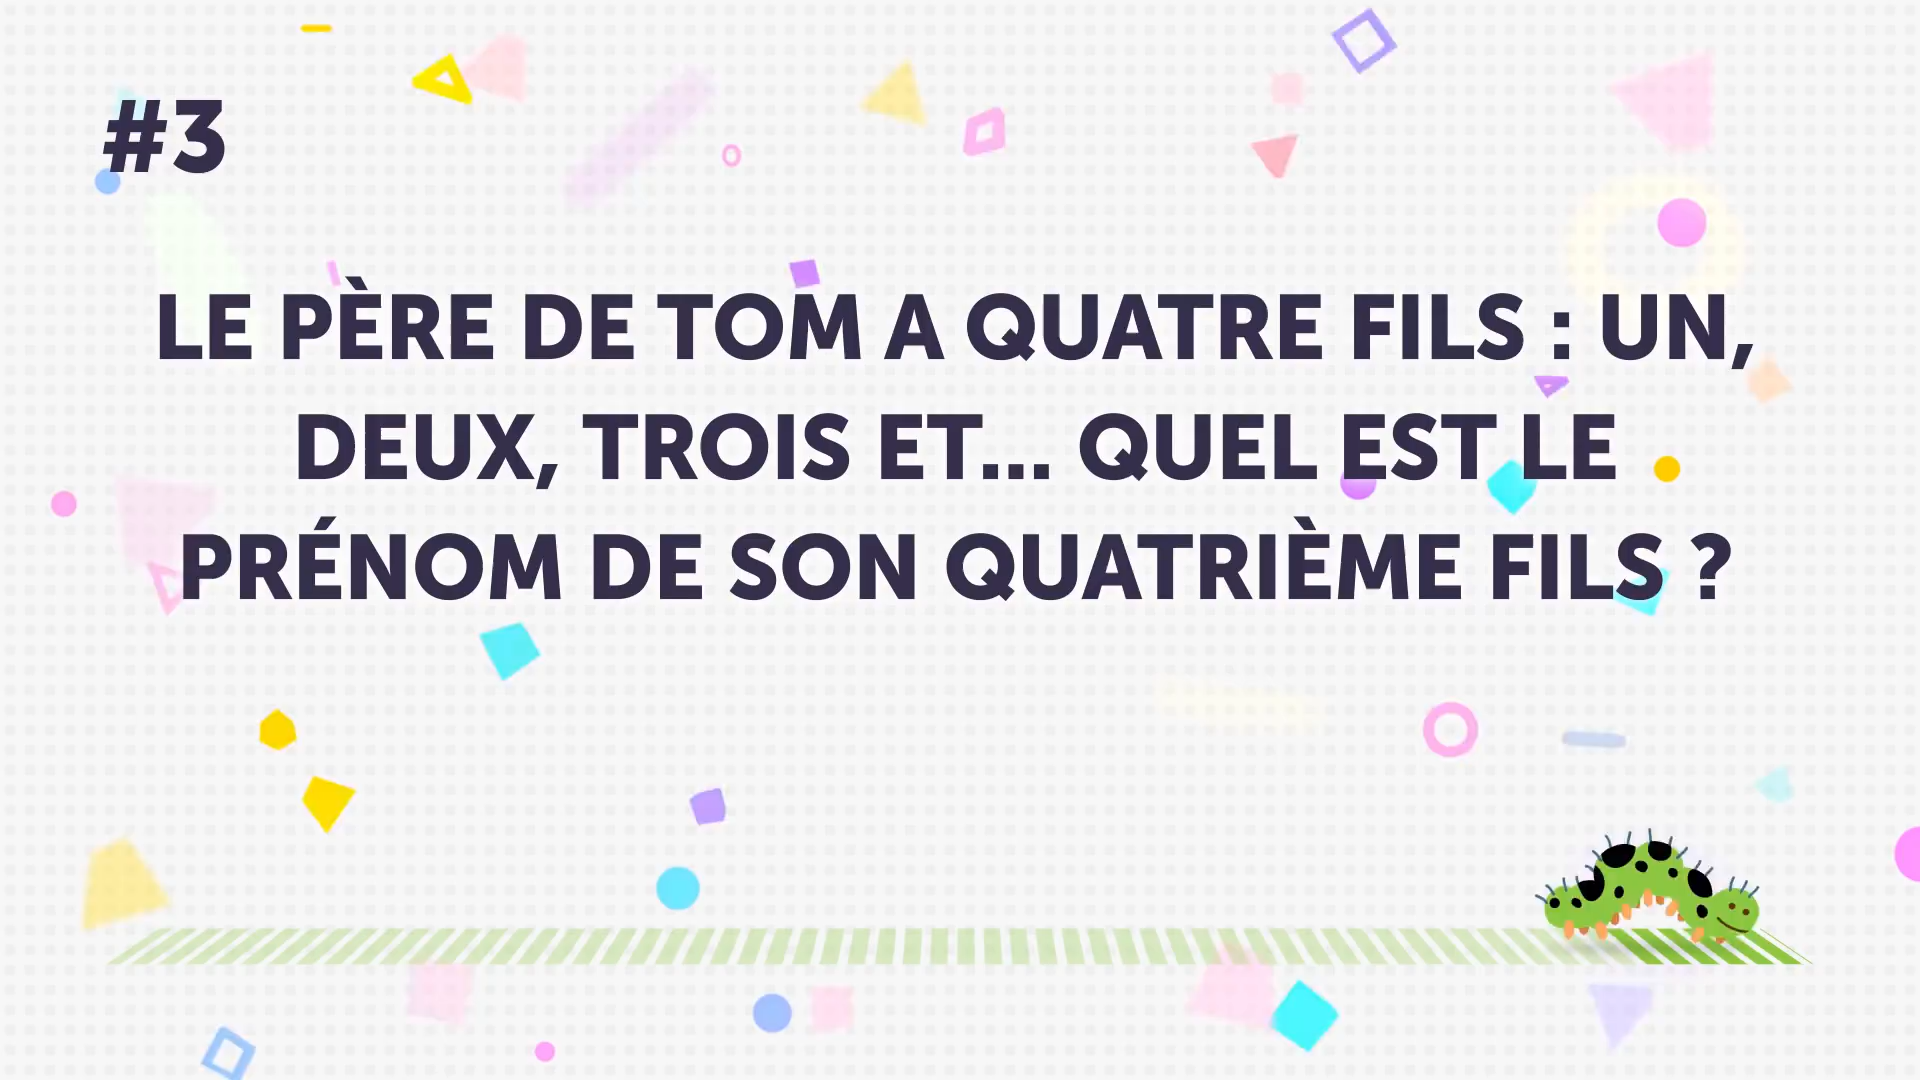 #3
LE PÈRE DE TOM A QUATRE FILS : UN,
DEUX, TROIS ET... QUEL EST LE
PRÉNOM DE SON QUATRIÈME FILS ?